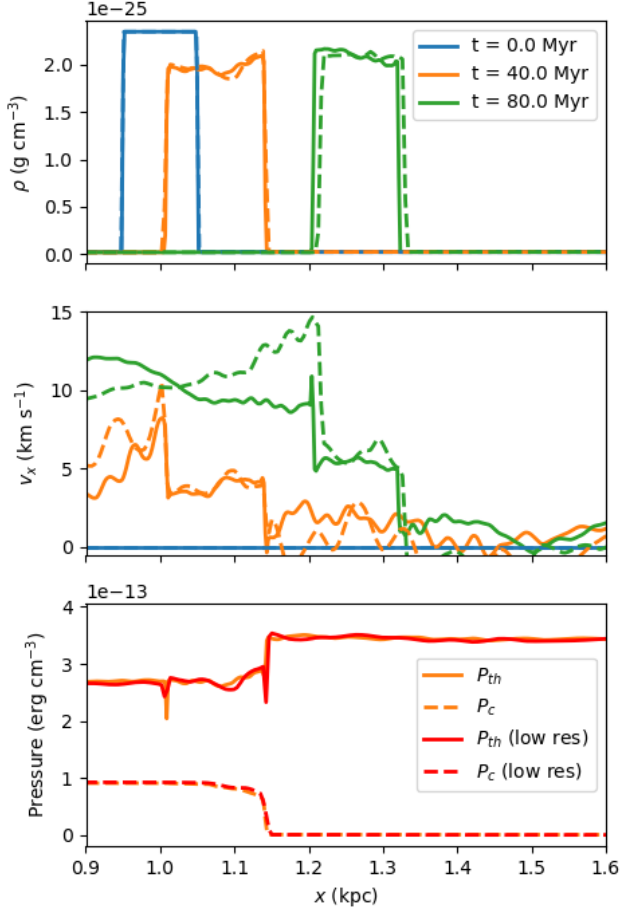 1e−25
2.0
1.5
1.0
0.5
0.0
ρ (g cm⁻³)
t = 0.0 Myr
t = 40.0 Myr
t = 80.0 Myr
15
10
5
0
vₓ (km s⁻¹)
1e−13
4
3
2
1
0
Pressure (erg cm⁻³)
P_th
P_c
P_th (low res)
P_c (low res)
0.9 1.0 1.1 1.2 1.3 1.4 1.5 1.6
x (kpc)